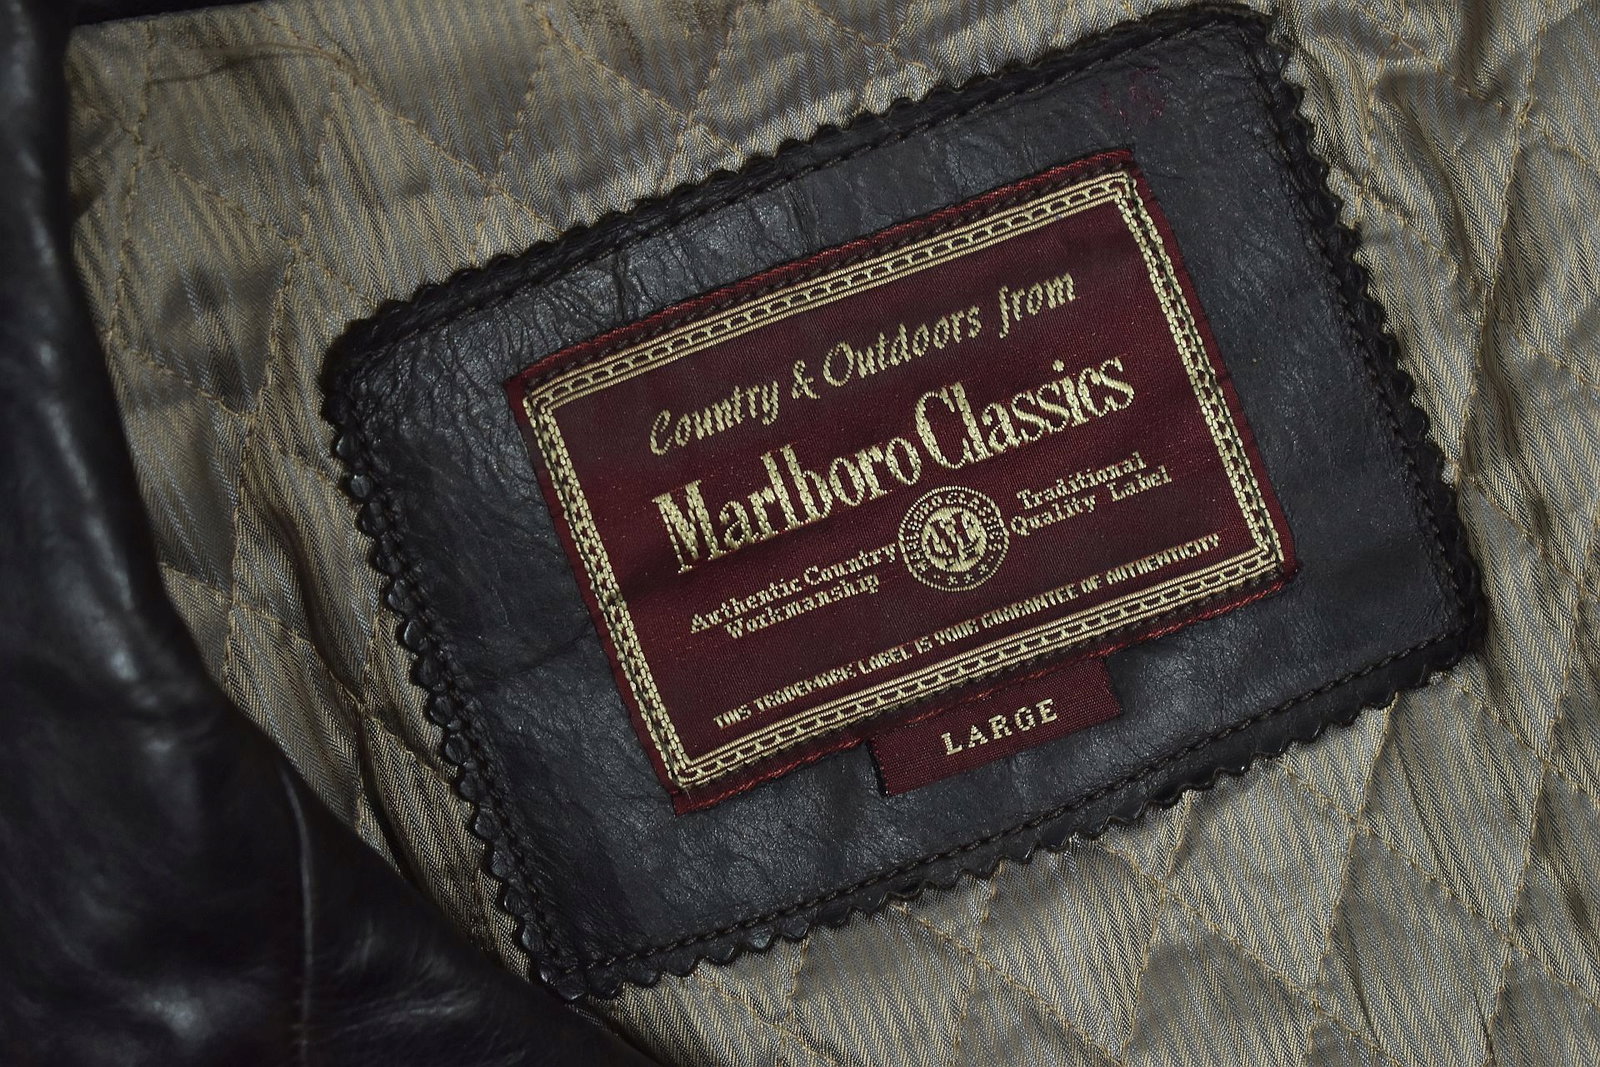 Country & Outdoors from
Marlboro Classics
Authentic Country
Workmanship
Traditional
Quality Label
THIS TRADEMARK LABEL IS YOUR GUARANTEE OF AUTHENTICITY
LARGE